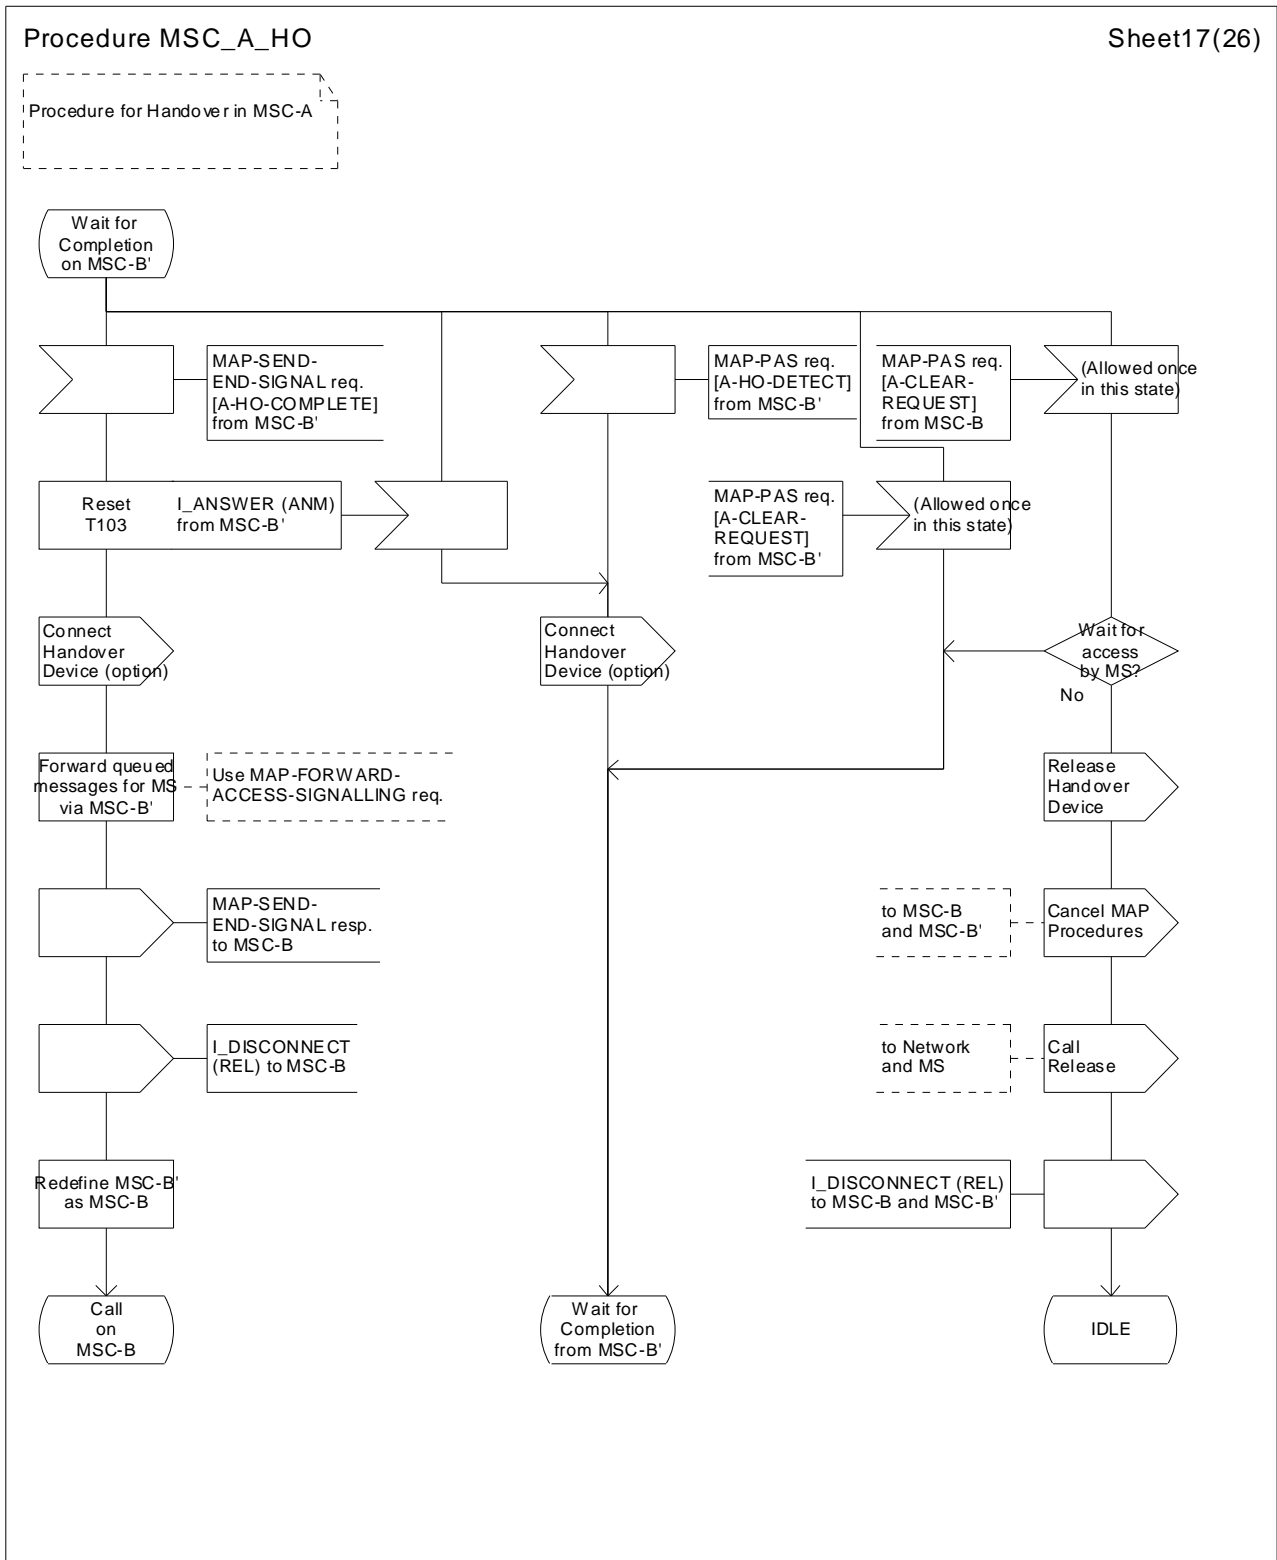 Procedure MSC_A_HO
Sheet17(26)
Procedure for Handover in MSC-A
Wait for
Completion
on MSC-B'
MAP-SEND-
END-SIGNAL req.
[A-HO-COMPLETE]
from MSC-B'
MAP-PAS req.
[A-HO-DETECT]
from MSC-B'
MAP-PAS req.
[A-CLEAR-
REQUEST]
from MSC-B
(Allowed once
in this state)
Reset
T103
I_ANSWER (ANM)
from MSC-B'
MAP-PAS req.
[A-CLEAR-
REQUEST]
from MSC-B'
(Allowed once
in this state)
Connect
Handover
Device (option)
Connect
Handover
Device (option)
Wait for
access
by MS?
No
Forward queued
messages for MS
via MSC-B'
Use MAP-FORWARD-
ACCESS-SIGNALLING req.
Release
Handover
Device
MAP-SEND-
END-SIGNAL resp.
to MSC-B
to MSC-B
and MSC-B'
Cancel MAP
Procedures
I_DISCONNECT
(REL) to MSC-B
to Network
and MS
Call
Release
Redefine MSC-B'
as MSC-B
I_DISCONNECT (REL)
to MSC-B and MSC-B'
Call
on
MSC-B
Wait for
Completion
from MSC-B'
IDLE